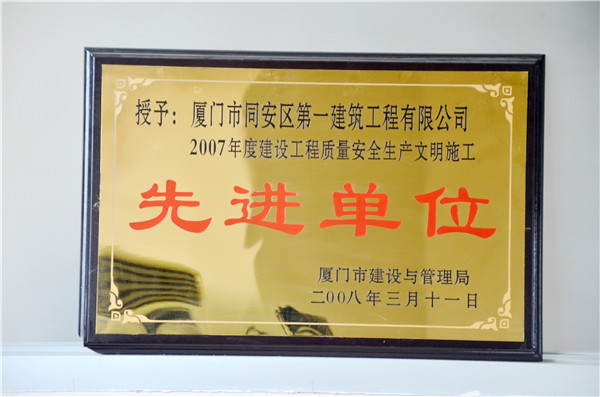 授予：厦门市同安区第一建筑工程有限公司
2007年度建设工程质量安全生产文明施工
先进单位
厦门市建设与管理局
二00八年三月十一日